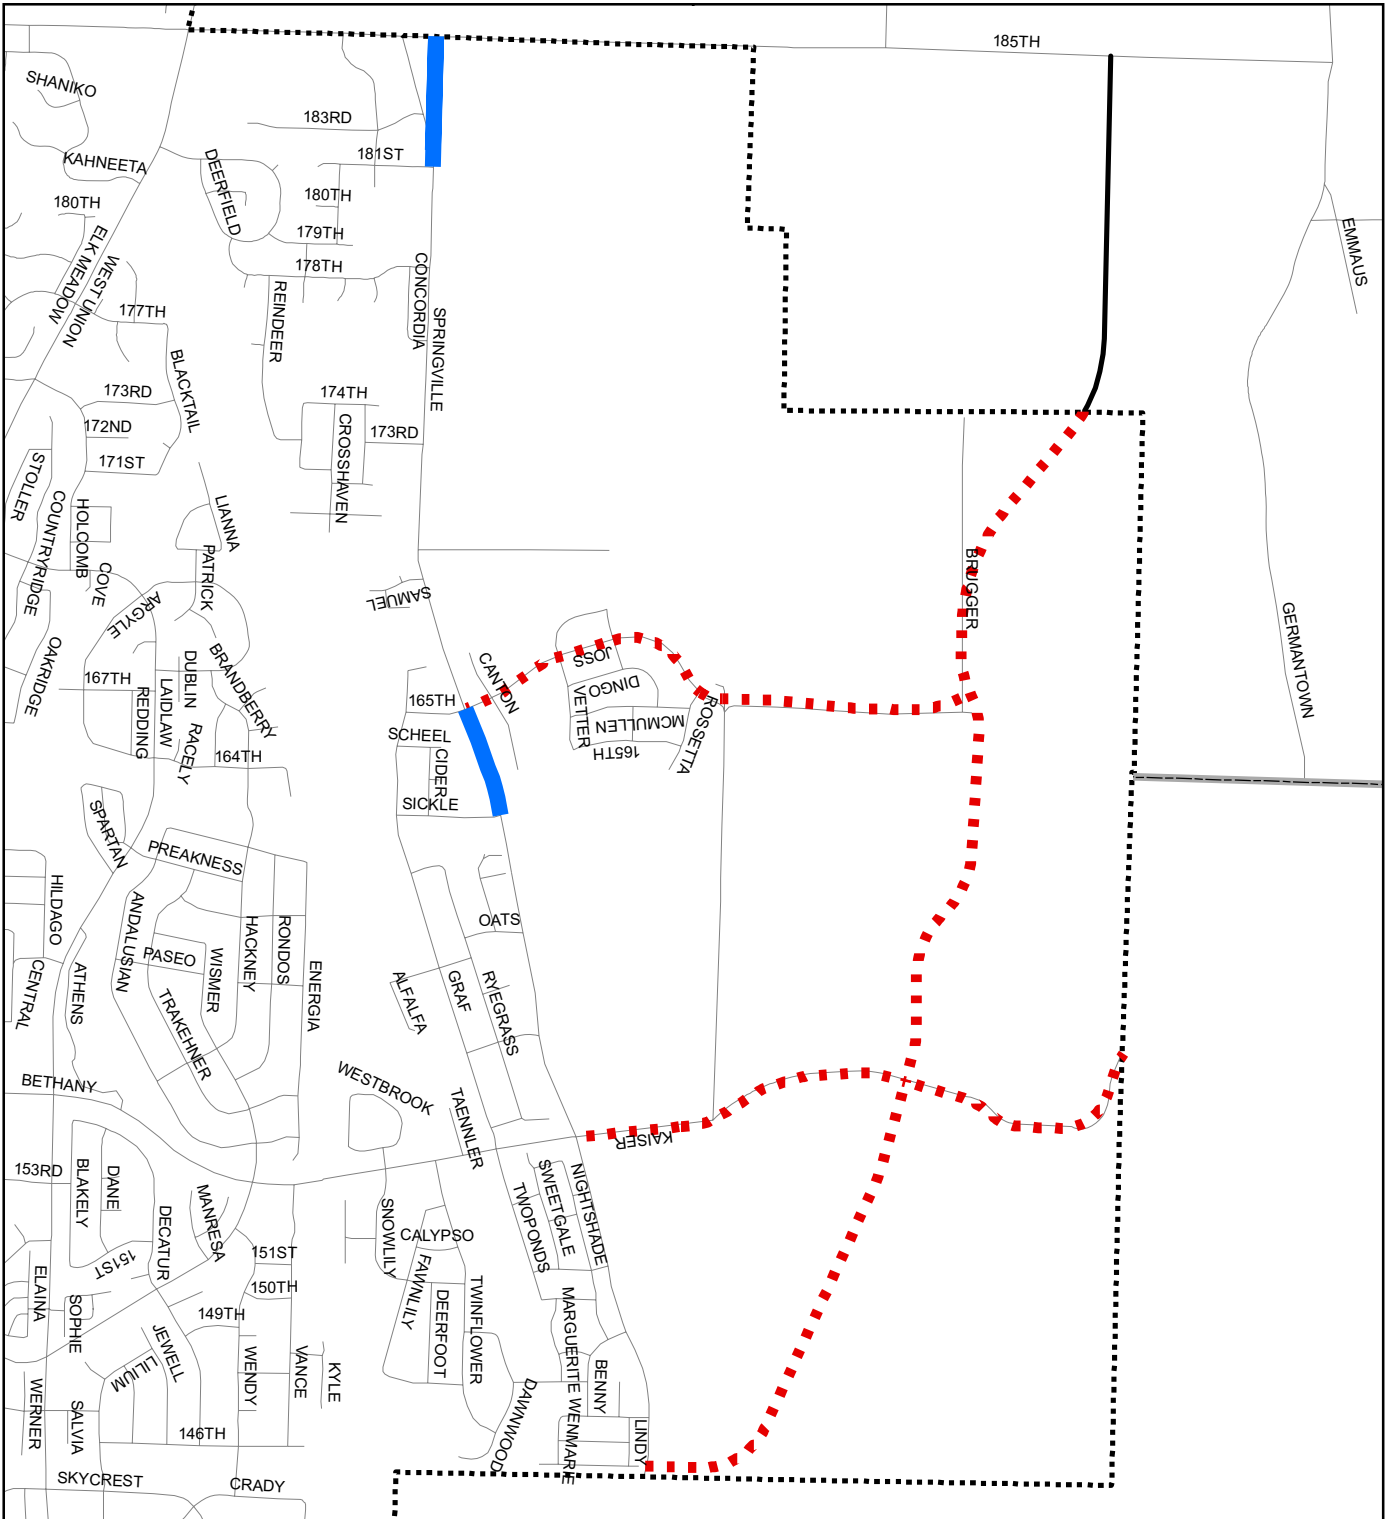 185TH
SHANIKO
183RD
KAHNEETA
181ST
DEERFIELD
180TH
180TH
179TH
ELK MEADOW
WEST UNION
178TH
CONCORDIA
EMMAUS
REINDEER
177TH
SPRINGVILLE
BLACKTAIL
173RD
174TH
172ND
CROSSHAVEN
173RD
171ST
STOLLER
COUNTRYRIDGE
HOLCOMB
LIANNA
COVE
PATRICK
BRUGGER
ARGYLE
SAMUEL
GERMANTOWN
OAKRIDGE
DUBLIN
BRANDBERRY
JOSS
CANTON
167TH
LAIDLAW
REDDING
RACELY
165TH
DINGO
VETTER
MCMULLEN
ROSSETTA
SCHEEL
164TH
CIDER
165TH
SICKLE
SPARTAN
PREAKNESS
HILDAGO
ANDALUSIAN
HACKNEY
RONDOS
OATS
PASEO
WISMER
ENERGIA
CENTRAL
ATHENS
TRAKEHNER
ALFALFA
GRAF
RYEGRASS
BETHANY
WESTBROOK
TAENNLER
KAISER
153RD
BLAKELY
DANE
DECATUR
MANRESA
SNOWLILY
SWEETGALE
NIGHTSHADE
TWOPONDS
151ST
151ST
CALYPSO
ELAINA
SOPHIE
150TH
FAWNLILY
DEERFOOT
TWINFLOWER
149TH
MARGUERITE
JEWELL
LILIUM
WENDY
VANCE
KYLE
BENNY
WERNER
SALVIA
146TH
DAWNWOOD
WENMARIE
LINDY
SKYCREST
CRADY